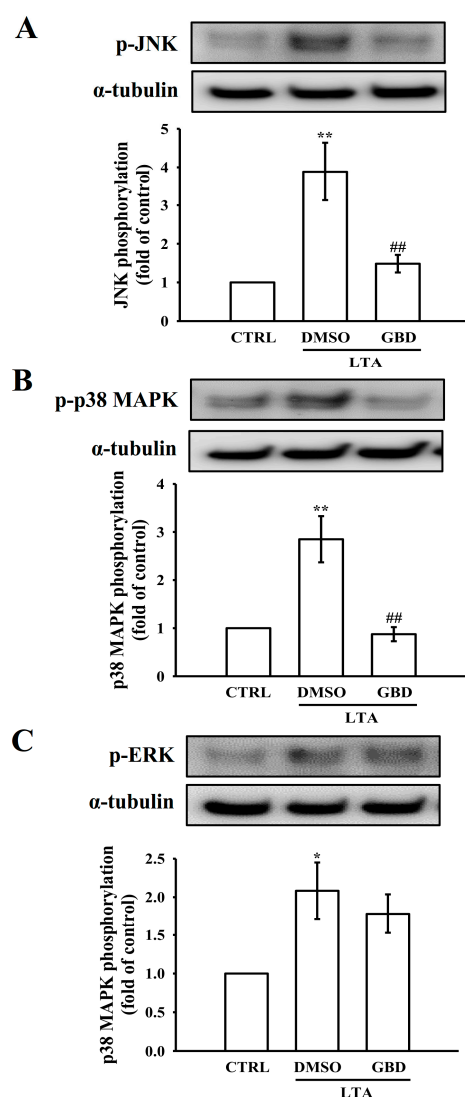 A
p-JNK
α-tubulin
JNK phosphorylation
(fold of control)
5
4
3
2
1
0
**
##
CTRL DMSO GBD
LTA
B
p-p38 MAPK
α-tubulin
p38 MAPK phosphorylation
(fold of control)
4
3
2
1
0
**
##
CTRL DMSO GBD
LTA
C
p-ERK
α-tubulin
p38 MAPK phosphorylation
(fold of control)
2.5
2.0
1.5
1.0
0.0
*
CTRL DMSO GBD
LTA